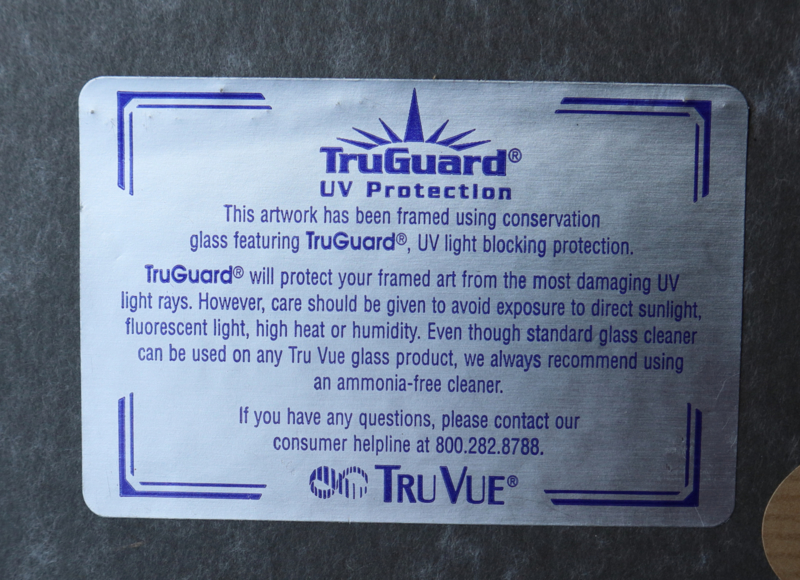 TruGuard®
UV Protection
This artwork has been framed using conservation
glass featuring TruGuard®, UV light blocking protection.
TruGuard® will protect your framed art from the most damaging UV
light rays. However, care should be given to avoid exposure to direct sunlight,
fluorescent light, high heat or humidity. Even though standard glass cleaner
can be used on any Tru Vue glass product, we always recommend using
an ammonia-free cleaner.
If you have any questions, please contact our
consumer helpline at 800.282.8788.
TRU VUE®